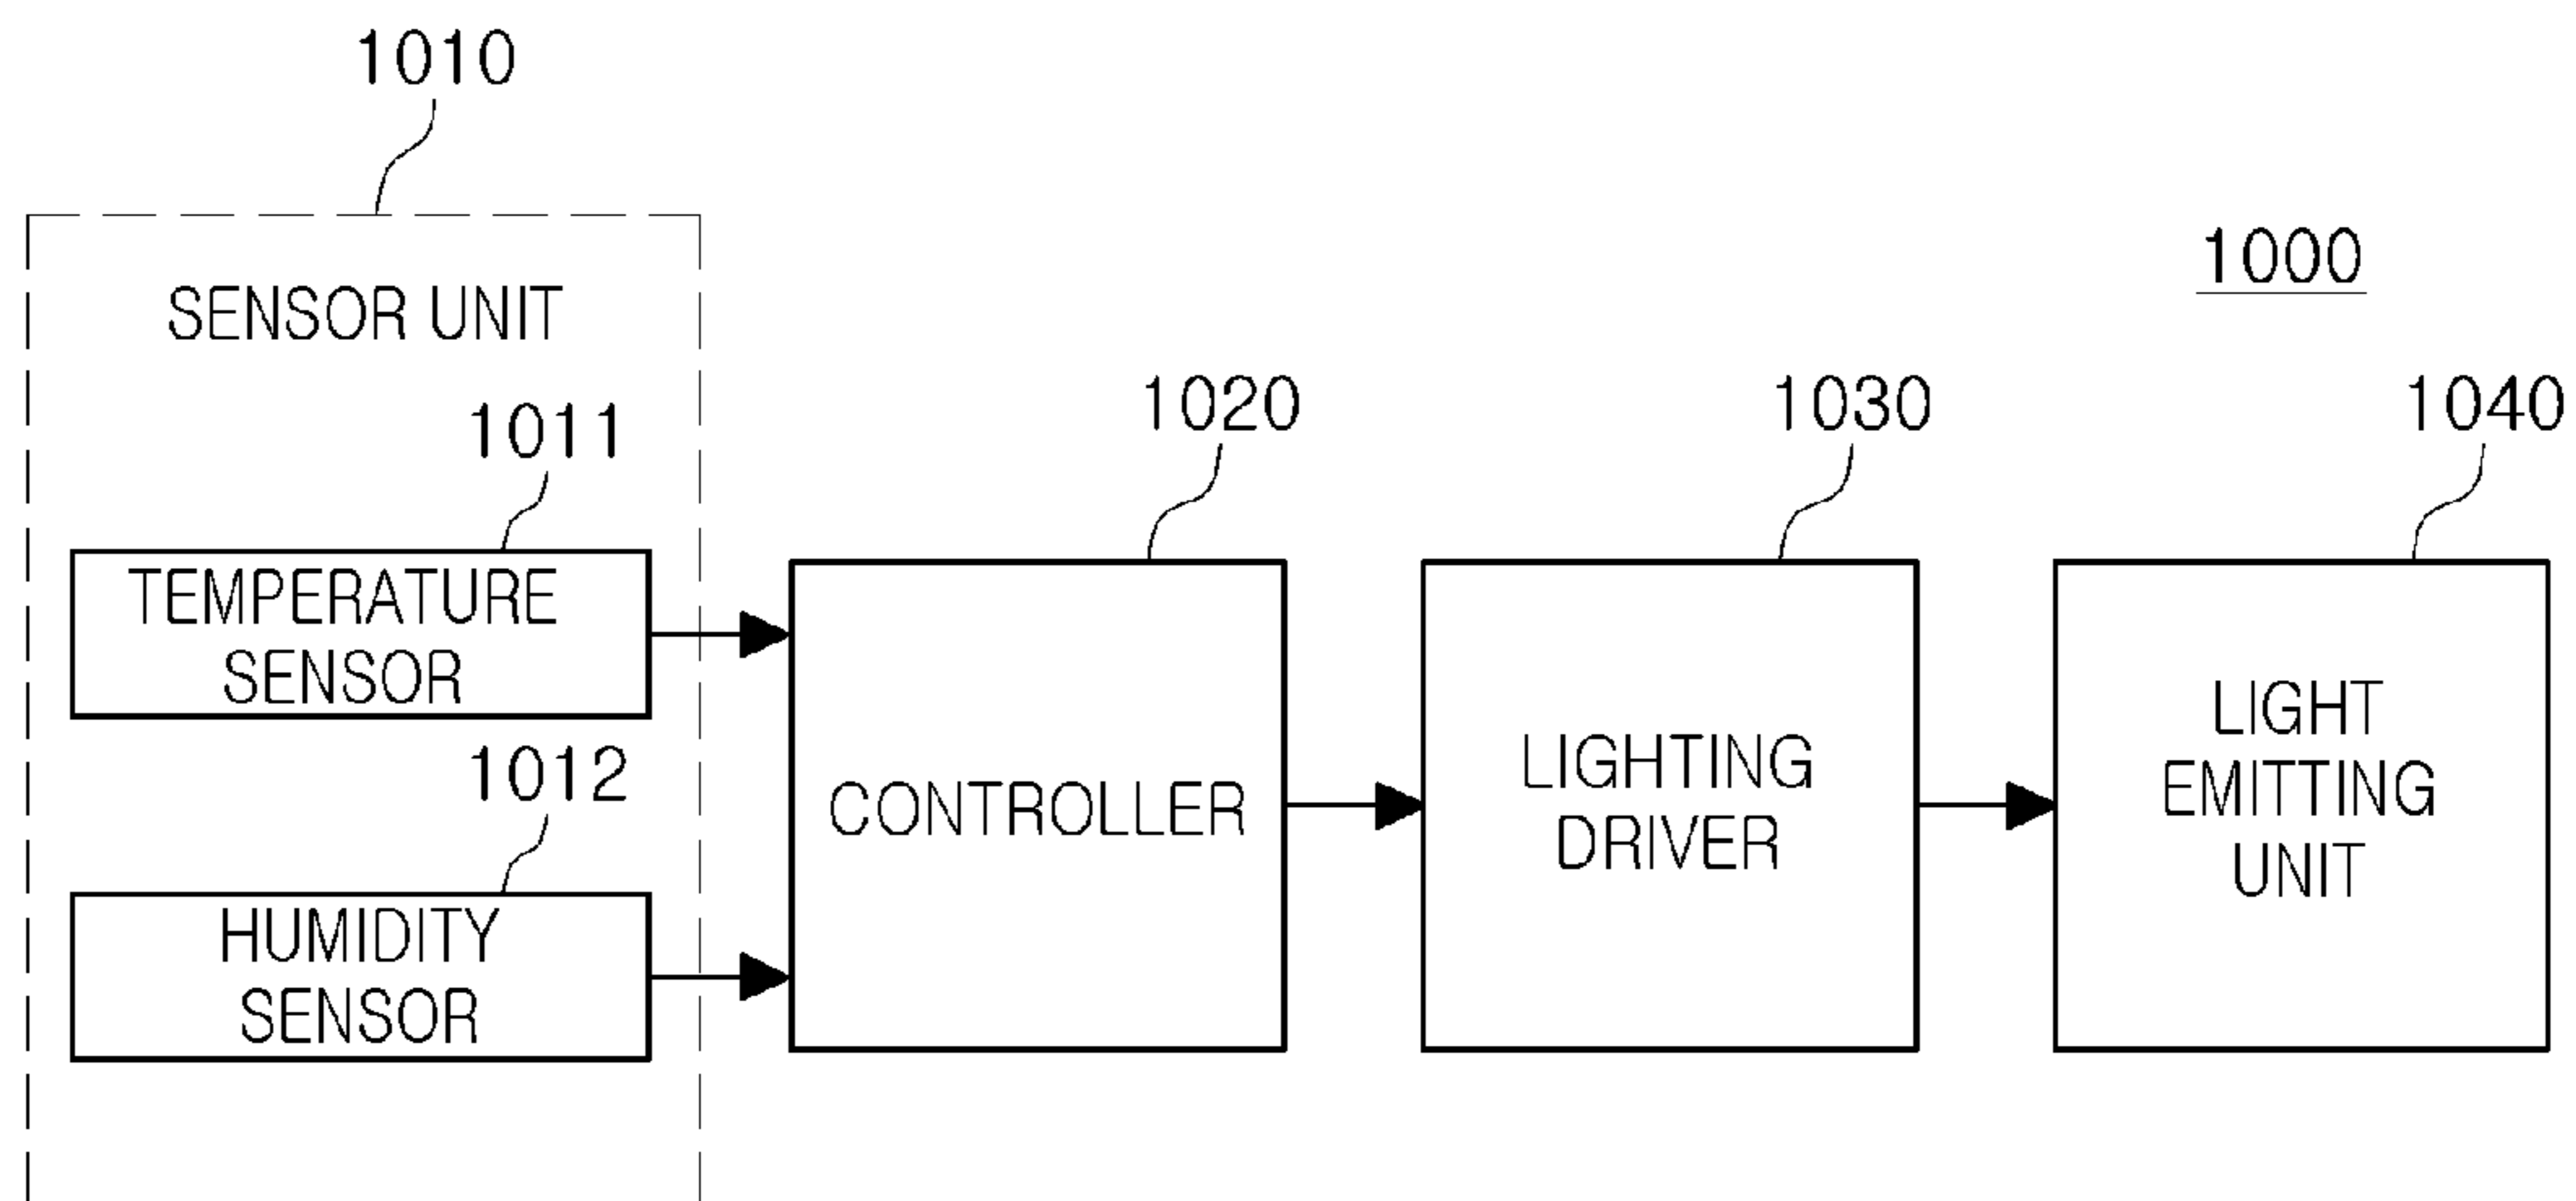 1010
1000
SENSOR UNIT
1011
1020
1030
1040
TEMPERATURE
SENSOR
1012
CONTROLLER
LIGHTING
DRIVER
LIGHT
EMITTING
UNIT
HUMIDITY
SENSOR